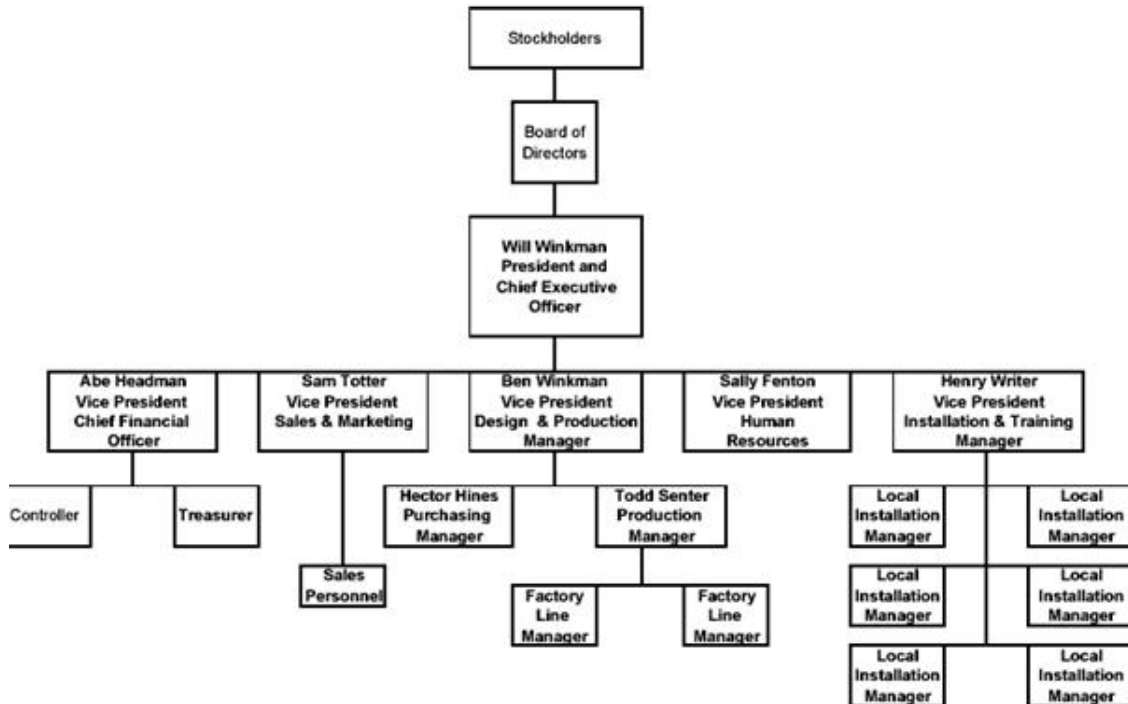 Stockholders
Board of
Directors
Will Winkman
President and
Chief Executive
Officer
Abe Headman
Vice President
Chief Financial
Officer
Sam Totter
Vice President
Sales & Marketing
Ben Winkman
Vice President
Design & Production
Manager
Sally Fenton
Vice President
Human
Resources
Henry Writer
Vice President
Installation & Training
Manager
Controller
Treasurer
Hector Hines
Purchasing
Manager
Todd Senter
Production
Manager
Local
Installation
Manager
Local
Installation
Manager
Sales
Personnel
Factory
Line
Manager
Factory
Line
Manager
Local
Installation
Manager
Local
Installation
Manager
Local
Installation
Manager
Local
Installation
Manager